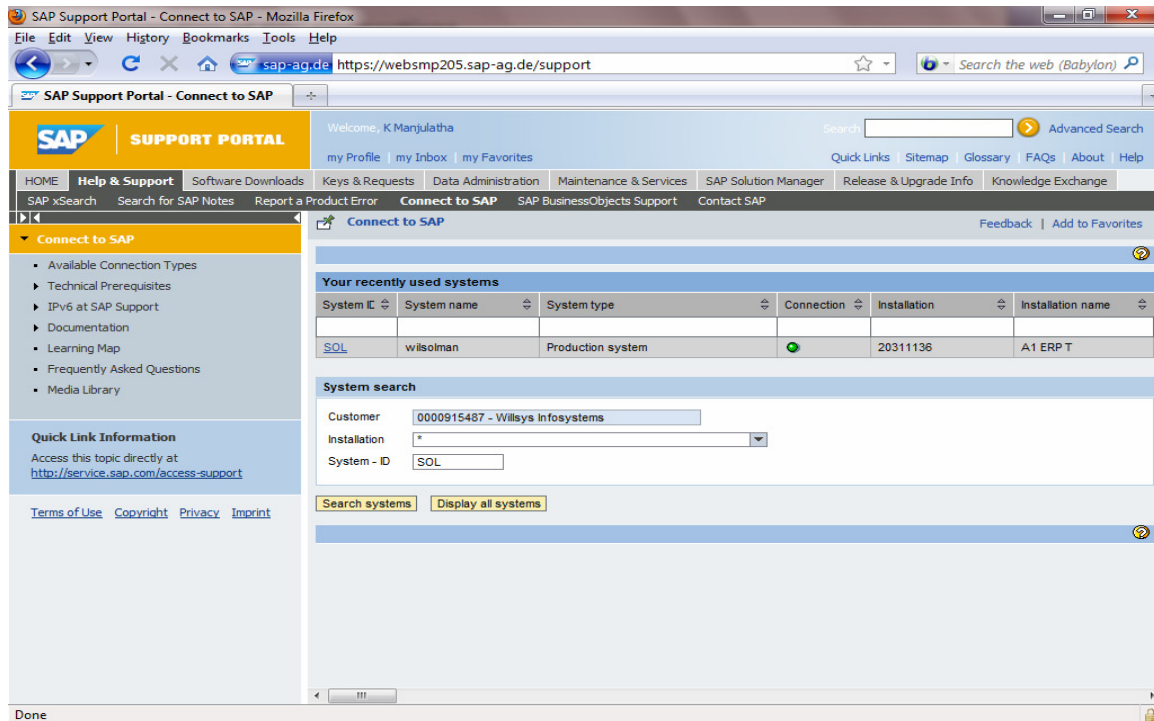 SAP Support Portal - Connect to SAP - Mozilla Firefox
File Edit View History Bookmarks Tools Help
sap-ag.de https://websmp205.sap-ag.de/support
Search the web (Babylon)
SAP Support Portal - Connect to SAP
SAP SUPPORT PORTAL
Welcome, K Manjulatha
Search Advanced Search
my Profile my Inbox my Favorites
Quick Links Sitemap Glossary FAQs About Help
HOME Help & Support Software Downloads Keys & Requests Data Administration Maintenance & Services SAP Solution Manager Release & Upgrade Info Knowledge Exchange
SAP xSearch Search for SAP Notes Report a Product Error Connect to SAP SAP BusinessObjects Support Contact SAP
Connect to SAP
Available Connection Types
Technical Prerequisites
IPv6 at SAP Support
Documentation
Learning Map
Frequently Asked Questions
Media Library
Quick Link Information
Access this topic directly at
http://service.sap.com/access-support
Terms of Use Copyright Privacy Imprint
Connect to SAP
Feedback | Add to Favorites
Your recently used systems
System ID System name System type Connection Installation Installation name
SOL wilsolman Production system 20311136 A1 ERP T
System search
Customer 0000915487 - Willsys Infosystems
Installation *
System - ID SOL
Search systems Display all systems
Done